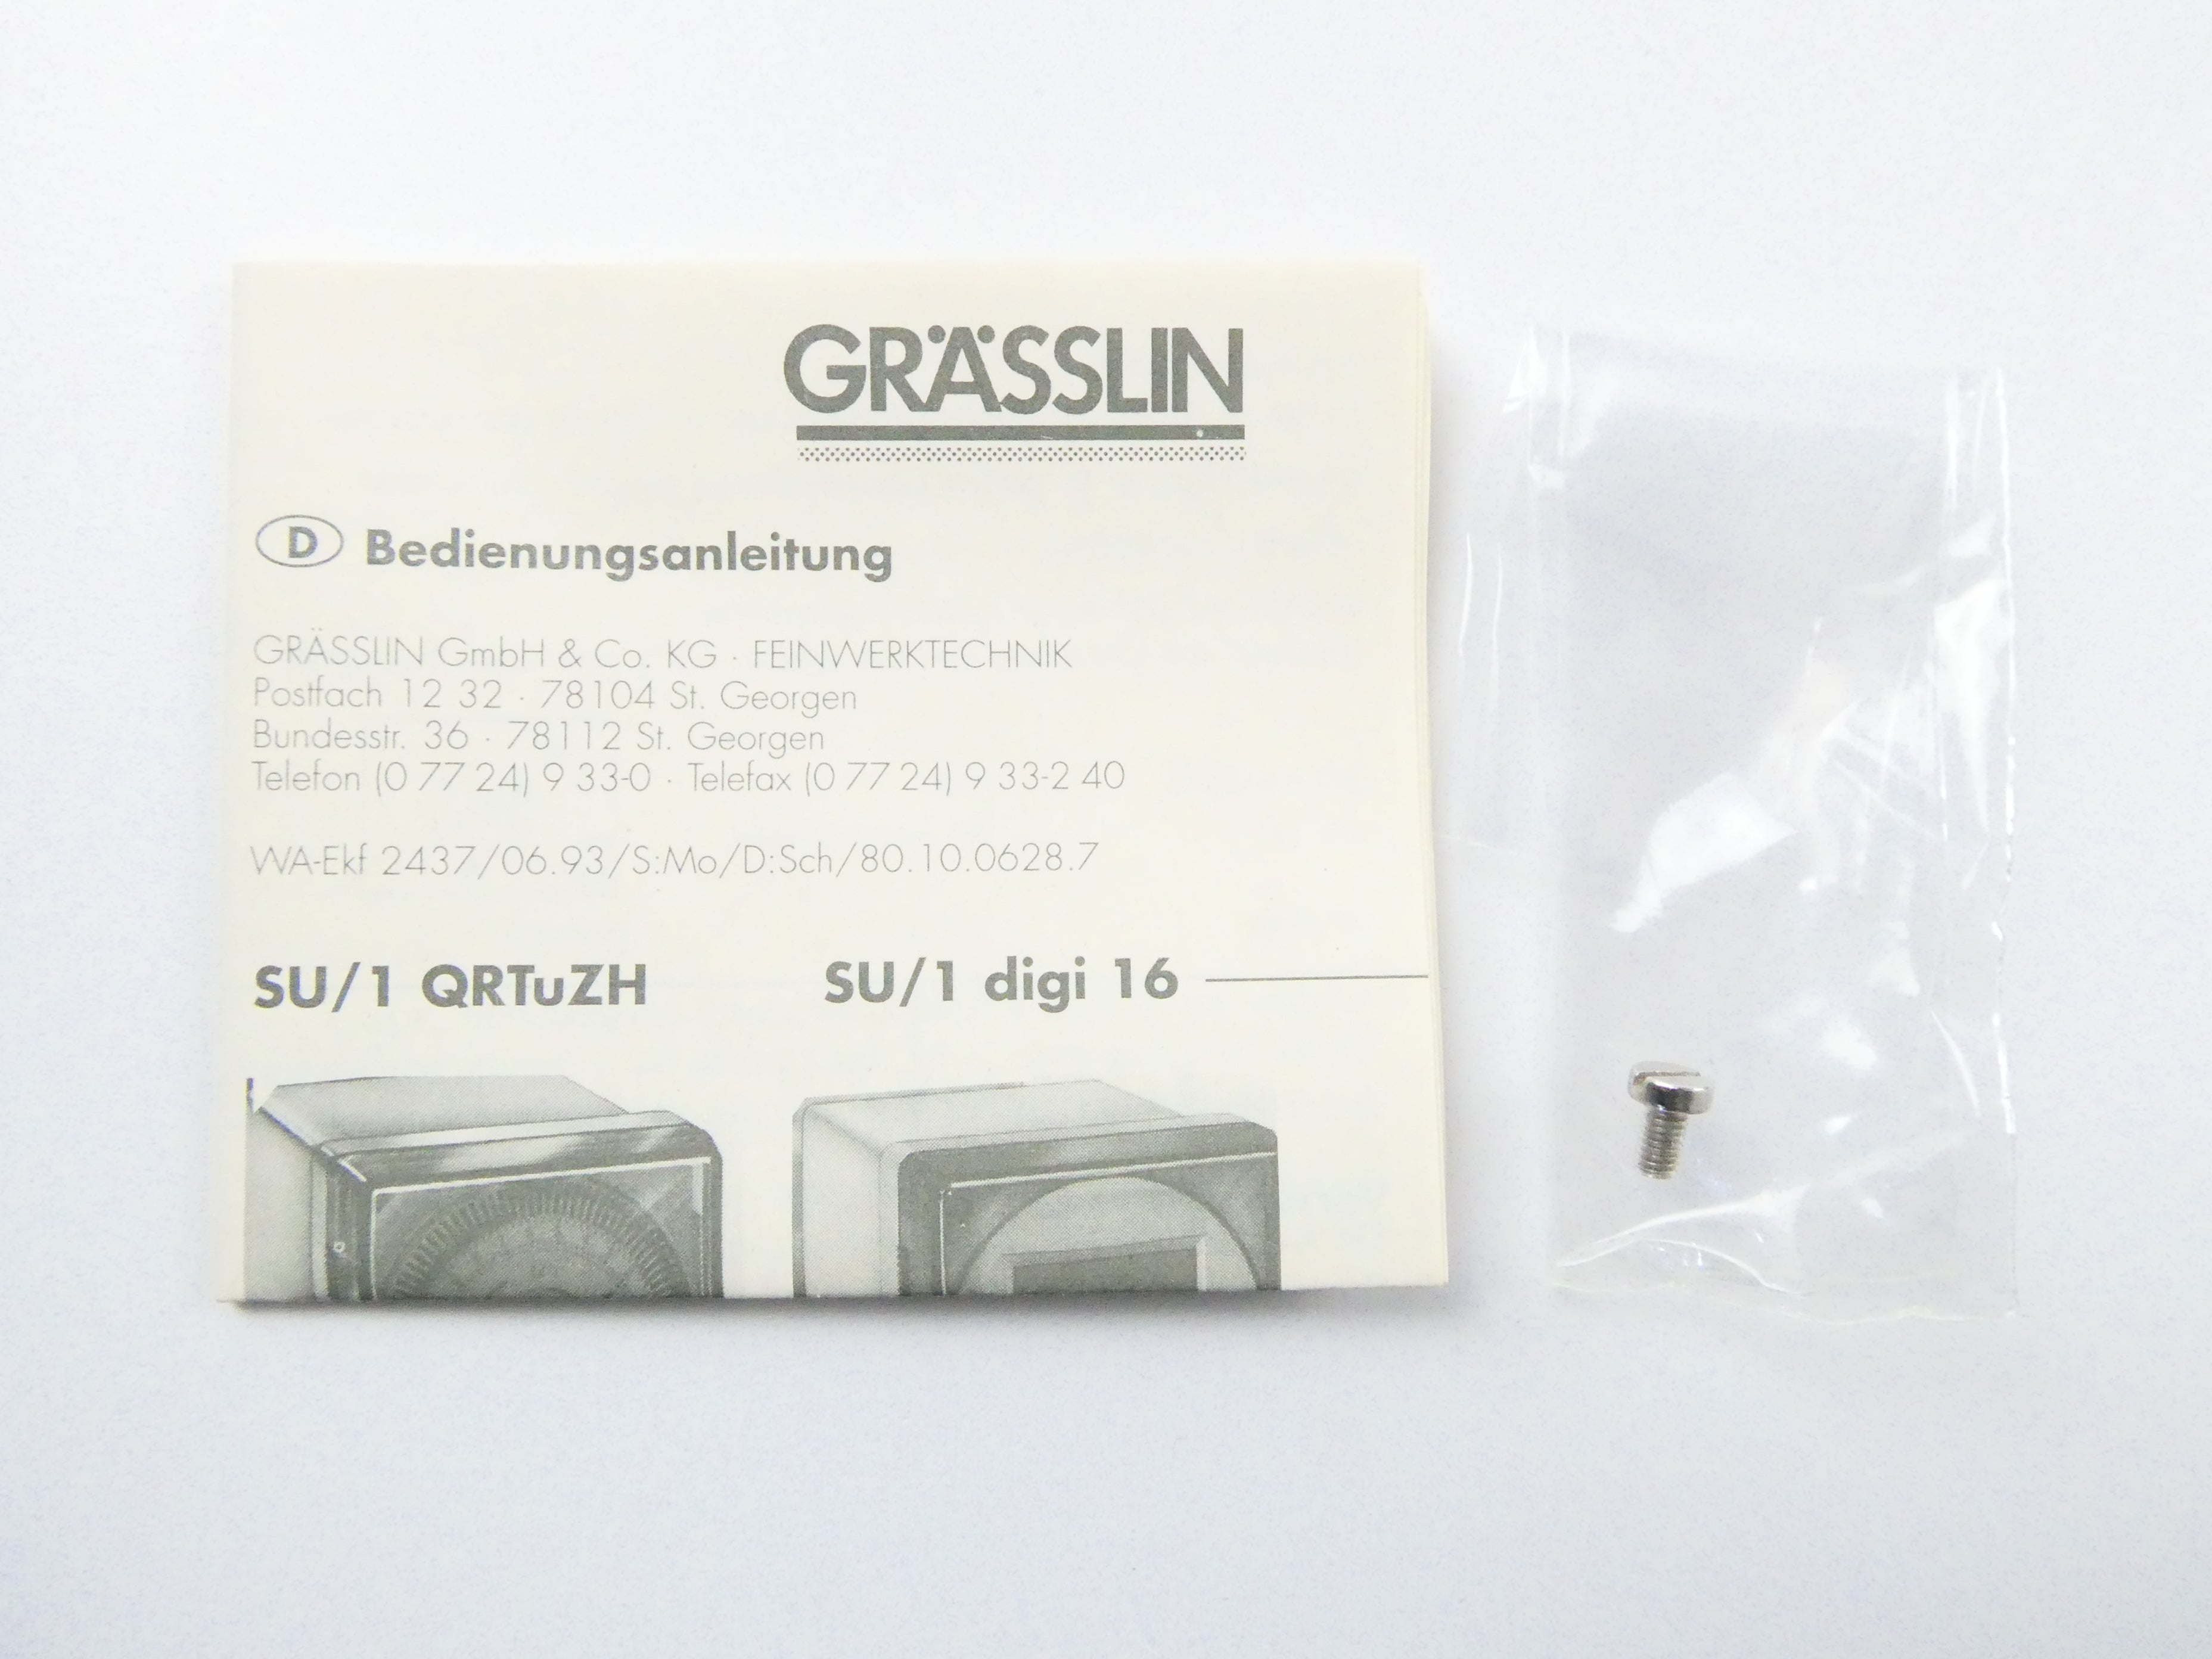 GRÄSSLIN
D Bedienungsanleitung
GRÄSSLIN GmbH & Co. KG · FEINWERKTECHNIK
Postfach 12 32 · 78104 St. Georgen
Bundesstr. 36 · 78112 St. Georgen
Telefon (0 77 24) 9 33-0 · Telefax (0 77 24) 9 33-2 40
WA-Ekf 2437/06.93/S:Mo/D:Sch/80.10.0628.7
SU/1 QRTuZH SU/1 digi 16